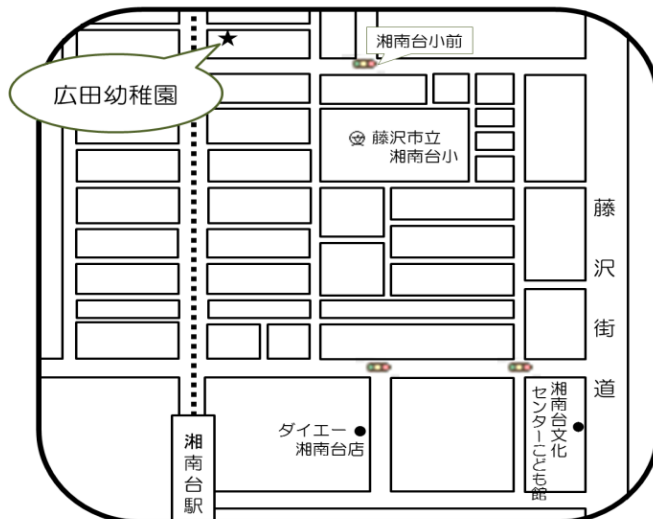 湘南台小前
広田幼稚園
藤沢市立
湘南台小
藤沢街道
ダイエー
湘南台店
湘南台文化
センターこども館
湘南台駅